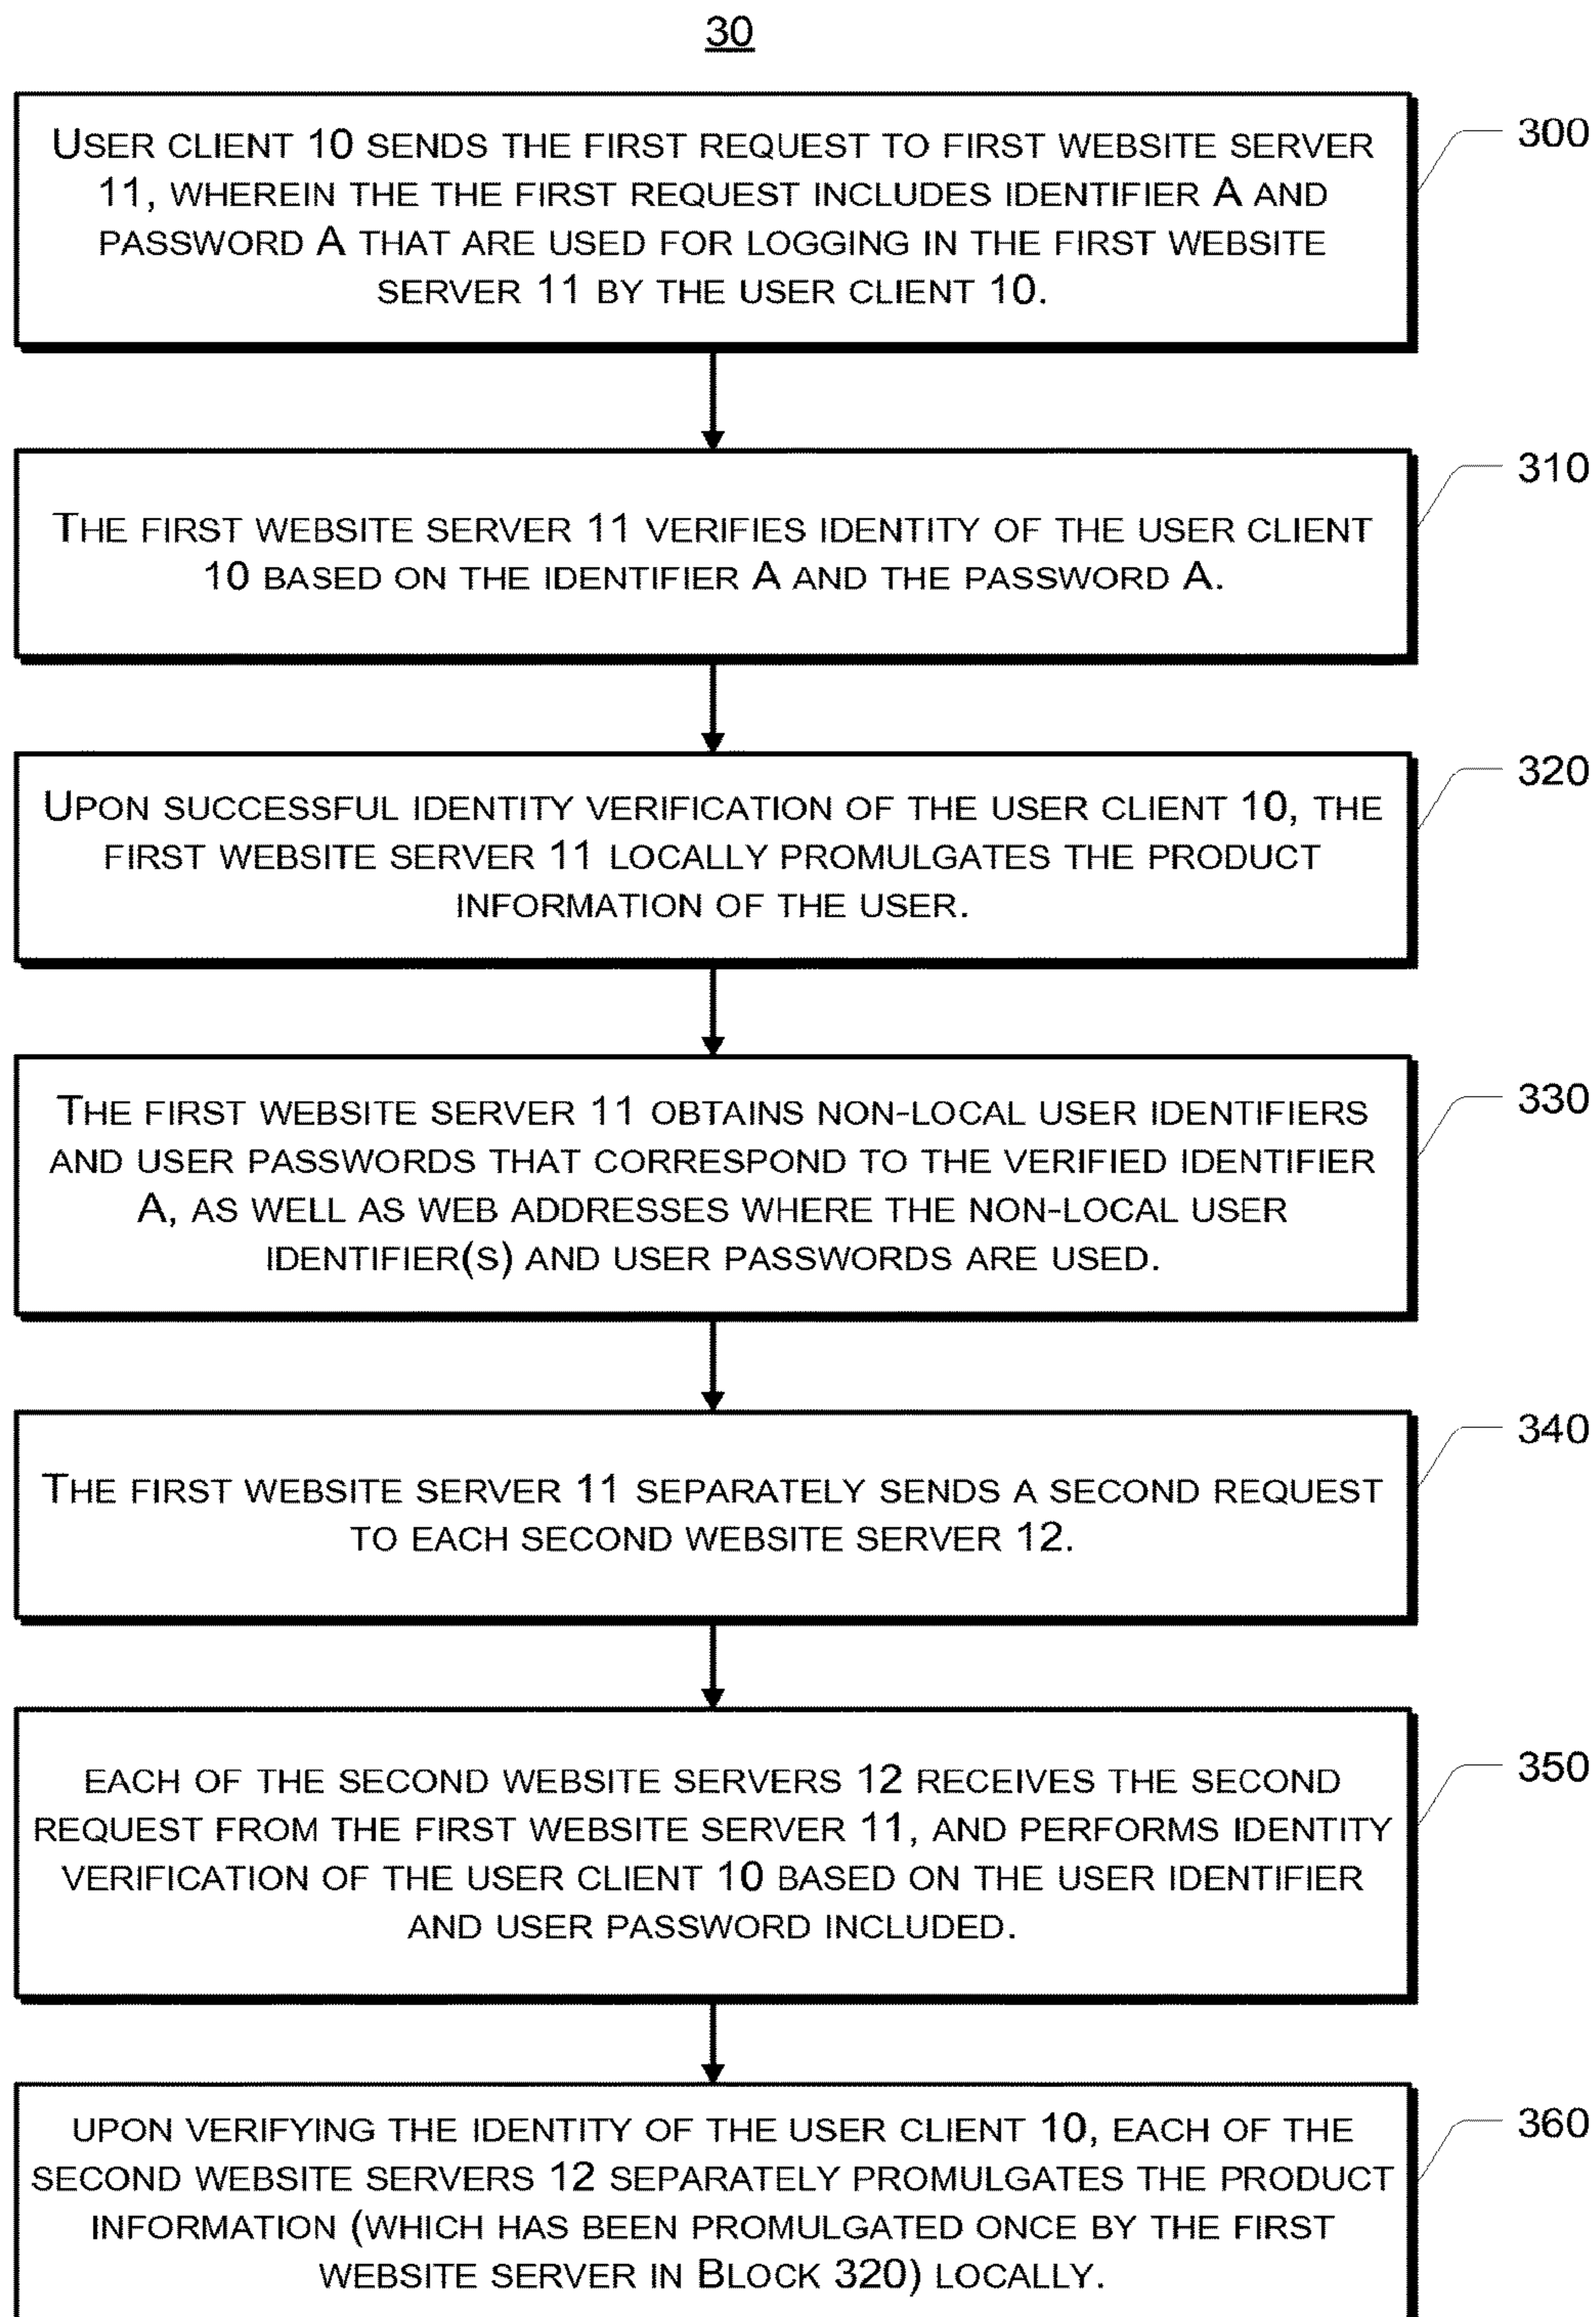 30
USER CLIENT 10 SENDS THE FIRST REQUEST TO FIRST WEBSITE SERVER
11, WHEREIN THE THE FIRST REQUEST INCLUDES IDENTIFIER A AND
PASSWORD A THAT ARE USED FOR LOGGING IN THE FIRST WEBSITE
SERVER 11 BY THE USER CLIENT 10.
300
THE FIRST WEBSITE SERVER 11 VERIFIES IDENTITY OF THE USER CLIENT
10 BASED ON THE IDENTIFIER A AND THE PASSWORD A.
310
UPON SUCCESSFUL IDENTITY VERIFICATION OF THE USER CLIENT 10, THE
FIRST WEBSITE SERVER 11 LOCALLY PROMULGATES THE PRODUCT
INFORMATION OF THE USER.
320
THE FIRST WEBSITE SERVER 11 OBTAINS NON-LOCAL USER IDENTIFIERS
AND USER PASSWORDS THAT CORRESPOND TO THE VERIFIED IDENTIFIER
A, AS WELL AS WEB ADDRESSES WHERE THE NON-LOCAL USER
IDENTIFIER(S) AND USER PASSWORDS ARE USED.
330
THE FIRST WEBSITE SERVER 11 SEPARATELY SENDS A SECOND REQUEST
TO EACH SECOND WEBSITE SERVER 12.
340
EACH OF THE SECOND WEBSITE SERVERS 12 RECEIVES THE SECOND
REQUEST FROM THE FIRST WEBSITE SERVER 11, AND PERFORMS IDENTITY
VERIFICATION OF THE USER CLIENT 10 BASED ON THE USER IDENTIFIER
AND USER PASSWORD INCLUDED.
350
UPON VERIFYING THE IDENTITY OF THE USER CLIENT 10, EACH OF THE
SECOND WEBSITE SERVERS 12 SEPARATELY PROMULGATES THE PRODUCT
INFORMATION (WHICH HAS BEEN PROMULGATED ONCE BY THE FIRST
WEBSITE SERVER IN BLOCK 320) LOCALLY.
360